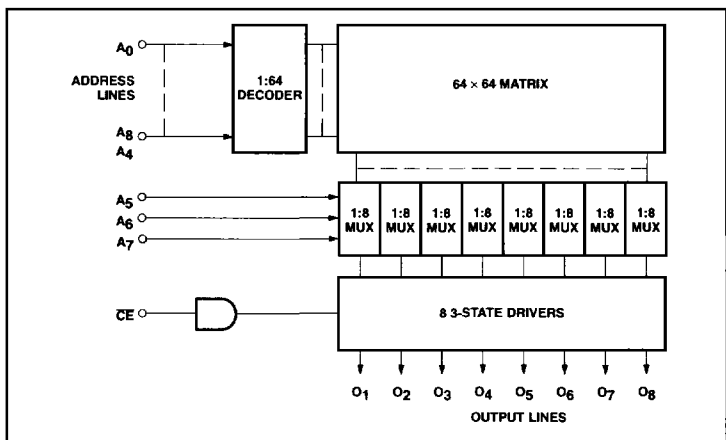 A0
ADDRESS
LINES
A8
A4
1:64
DECODER
64 × 64 MATRIX
A5
A6
A7
1:8
MUX
1:8
MUX
1:8
MUX
1:8
MUX
1:8
MUX
1:8
MUX
1:8
MUX
1:8
MUX
CE
8 3-STATE DRIVERS
O1 O2 O3 O4 O5 O6 O7 O8
OUTPUT LINES